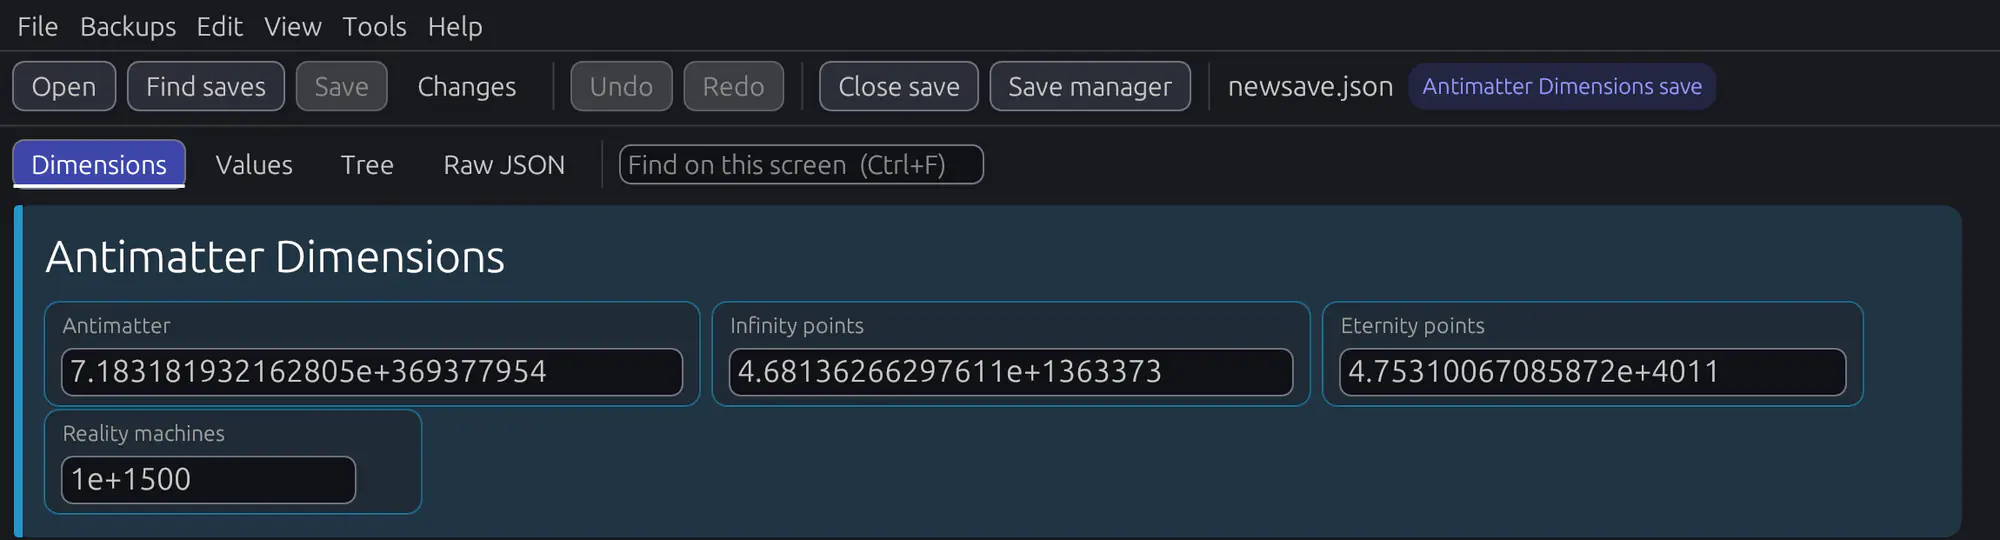 File Backups Edit View Tools Help
Open Find saves Save Changes Undo Redo Close save Save manager newsave.json Antimatter Dimensions save
Dimensions Values Tree Raw JSON Find on this screen (Ctrl+F)
Antimatter Dimensions
Antimatter Infinity points Eternity points
7.183181932162805e+369377954 4.68136266297611e+1363373 4.75310067085872e+4011
Reality machines
1e+1500